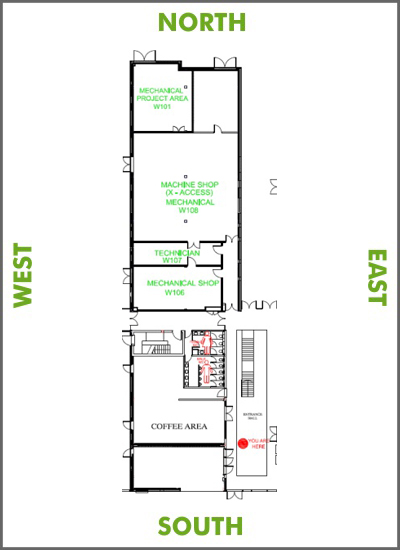 NORTH
MECHANICAL
PROJECT AREA
W101
MACHINE SHOP
(X - ACCESS)
MECHANICAL
W108
WEST
EAST
TECHNICIAN
W107
MECHANICAL SHOP
W106
ENTRANCE
HALL
COFFEE AREA
YOU ARE
HERE
SOUTH